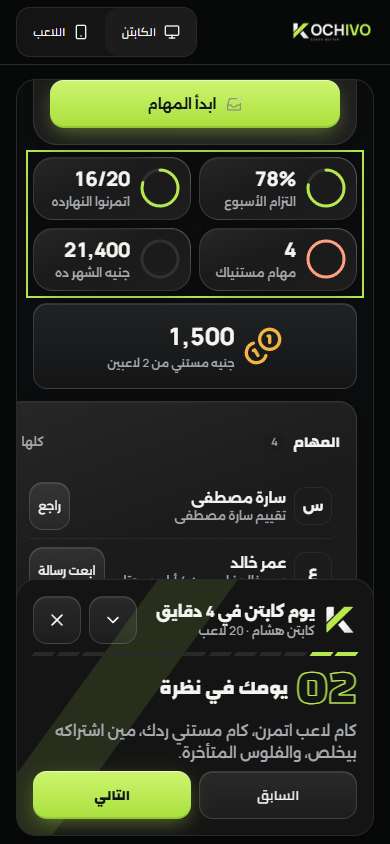 KOCHIVO
الكابتن
اللاعب
ابدأ المهام
78%
التزام الأسبوع
16/20
اتمرنوا النهارده
4
مهام مستنياك
21,400
جنيه الشهر ده
1,500
جنيه مستني من 2 لاعبين
المهام
4
كلها
س
سارة مصطفى
تقييم سارة مصطفى
راجع
ع
عمر خالد
ابعت رسالة
يوم كابتن في 4 دقايق
كابتن هشام · 20 لاعب
02
يومك في نظرة
كام لاعب اتمرن، كام مستني ردك، مين اشتراكه
بيخلص، والفلوس المتأخرة.
السابق
التالي